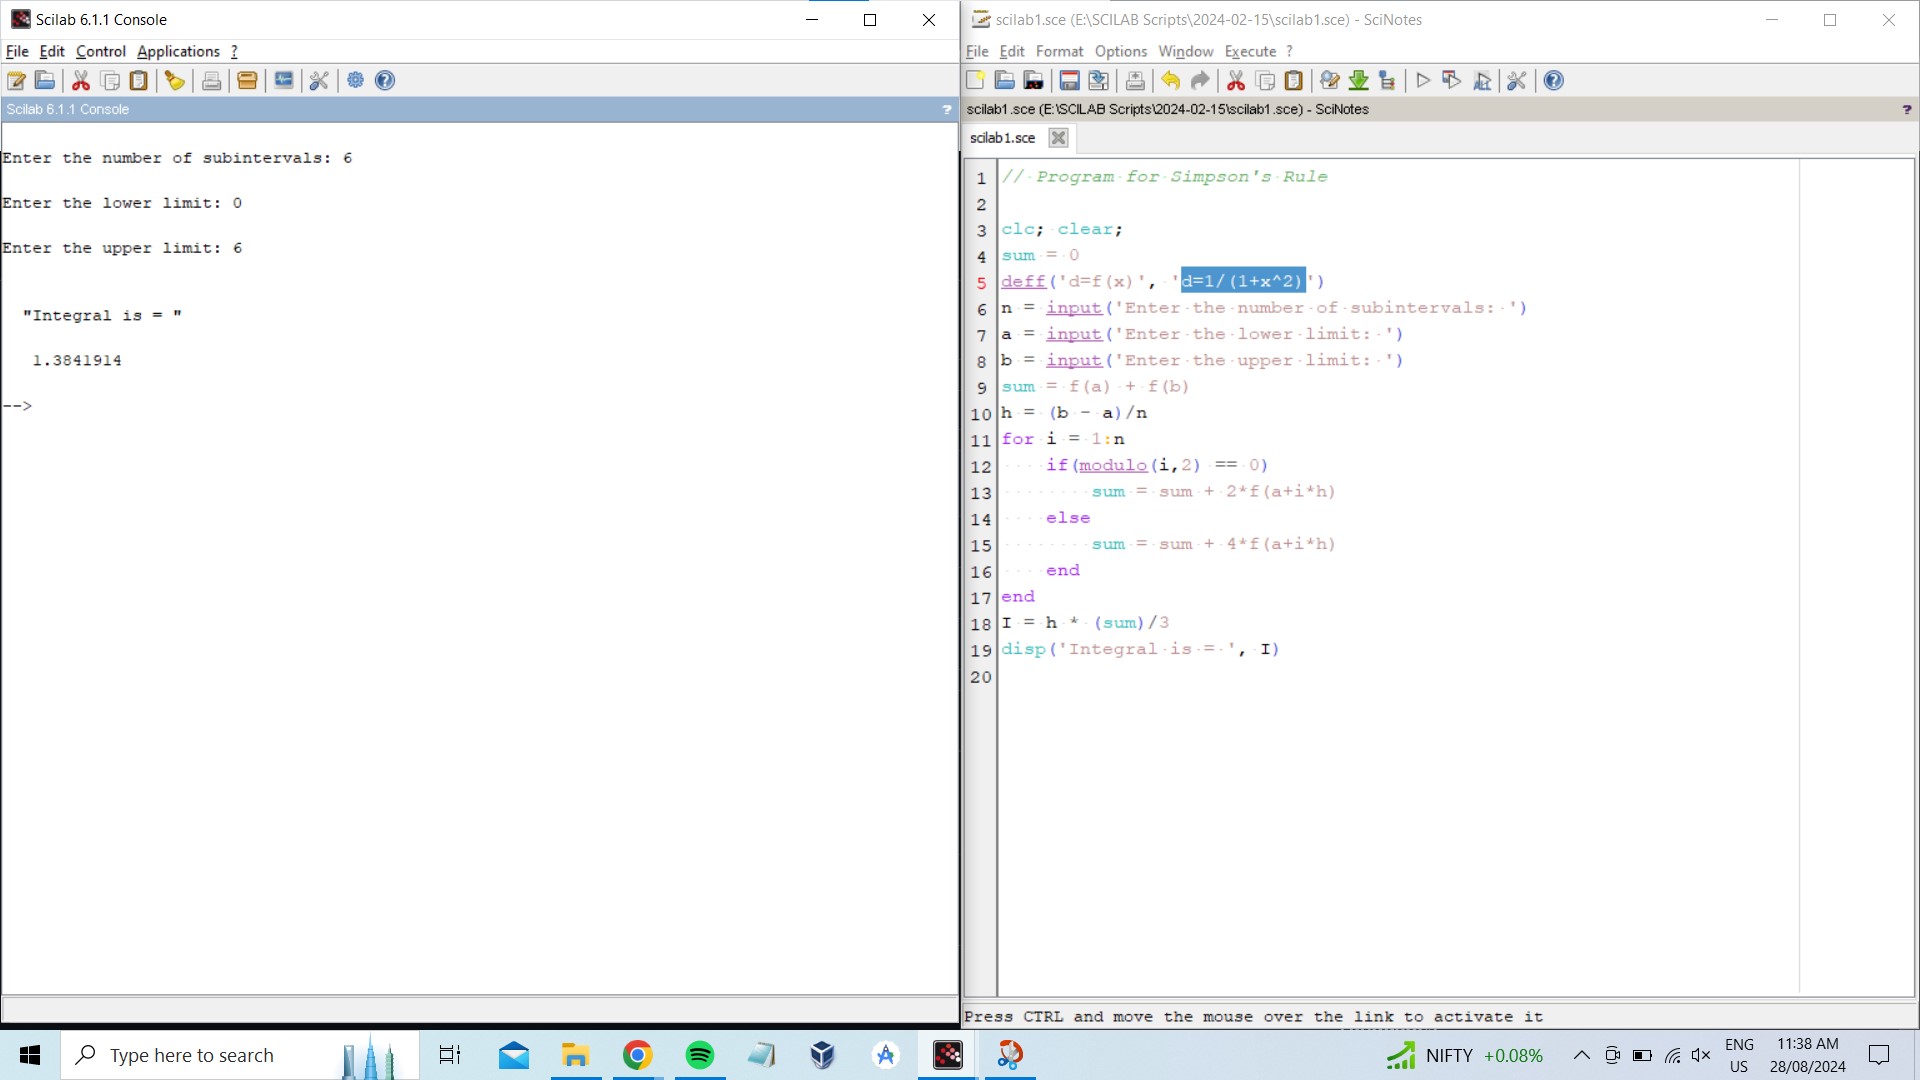 Scilab 6.1.1 Console
File Edit Control Applications ?
Scilab 6.1.1 Console ?
Enter the number of subintervals: 6
Enter the lower limit: 0
Enter the upper limit: 6
"Integral is = "
1.3841914
-->
scilab1.sce (E:\SCILAB Scripts\2024-02-15\scilab1.sce) - SciNotes
File Edit Format Options Window Execute ?
scilab1.sce (E:\SCILAB Scripts\2024-02-15\scilab1.sce) - SciNotes ?
scilab1.sce
1 // Program for Simpson's Rule
2
3 clc; clear;
4 sum = 0
5 deff('d=f(x)', 'd=1/(1+x^2)')
6 n = input('Enter the number of subintervals: ')
7 a = input('Enter the lower limit: ')
8 b = input('Enter the upper limit: ')
9 sum = f(a) + f(b)
10 h = (b - a)/n
11 for i = 1:n
12 if(modulo(i,2) == 0)
13 sum = sum + 2*f(a+i*h)
14 else
15 sum = sum + 4*f(a+i*h)
16 end
17 end
18 I = h * (sum)/3
19 disp('Integral is = ', I)
20
Press CTRL and move the mouse over the link to activate it
Type here to search
NIFTY +0.08%
ENG
US
11:38 AM
28/08/2024